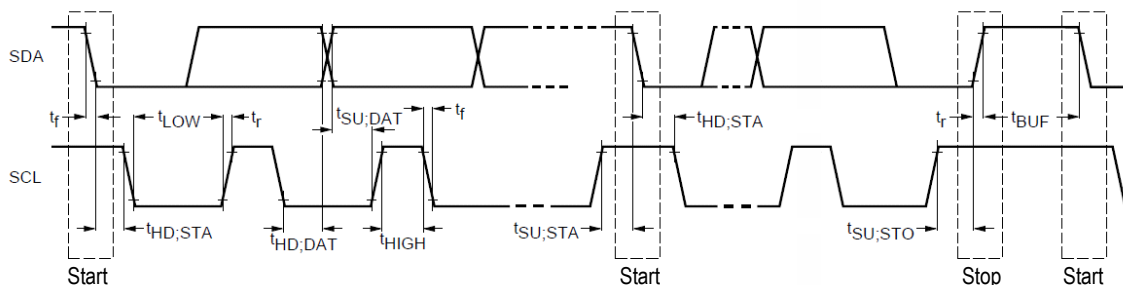 SDA
tf
tLOW
tr
tSU;DAT
tf
tHD;STA
tr
tBUF
SCL
tHD;STA
tHD;DAT
tHIGH
tSU;STA
tSU;STO
Start
Start
Stop
Start